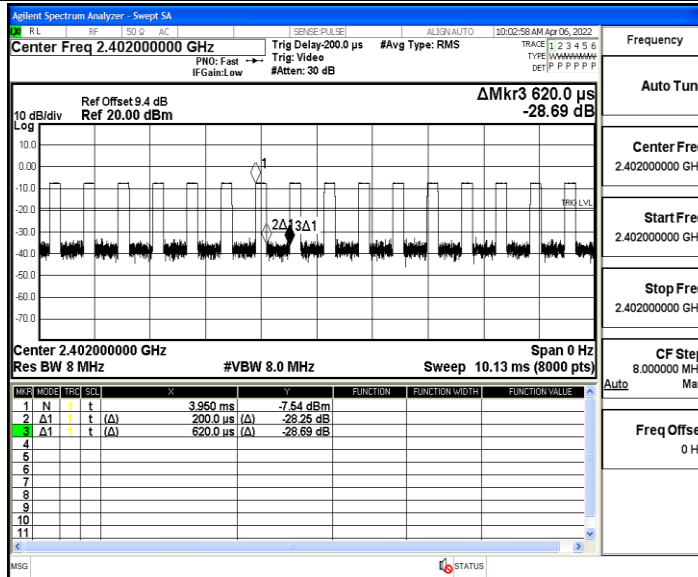 Agilent Spectrum Analyzer - Swept SA
RL RF 50 Ω AC SENSE:PULSE ALIGNAUTO 10:02:58 AM Apr 06, 2022
Center Freq 2.402000000 GHz Trig Delay-200.0 µs #Avg Type: RMS TRACE 1 2 3 4 5 6
PNO: Fast Trig: Video TYPE WWWWWW
IFGain:Low #Atten: 30 dB DET P P P P P P
Frequency
ΔMkr3 620.0 µs
-28.69 dB
Ref Offset 9.4 dB
10 dB/div Ref 20.00 dBm
Log
10.0
0.00
-10.0
-20.0
-30.0
-40.0
-50.0
-60.0
-70.0
1
2Δ1 3Δ1
TRIG LVL
Center 2.402000000 GHz Span 0 Hz
Res BW 8 MHz #VBW 8.0 MHz Sweep 10.13 ms (8000 pts)
MKR MODE TRC SCL X Y FUNCTION FUNCTION WIDTH FUNCTION VALUE
1 N 1 t 3.950 ms -7.54 dBm
2 Δ1 1 t (Δ) 200.0 µs (Δ) -28.25 dB
3 Δ1 1 t (Δ) 620.0 µs (Δ) -28.69 dB
4
5
6
7
8
9
10
11
MSG STATUS
Auto Tun
Center Fre
2.402000000 GH
Start Fre
2.402000000 GH
Stop Fre
2.402000000 GH
CF Step
8.000000 MH
Auto Ma
Freq Offse
0 H